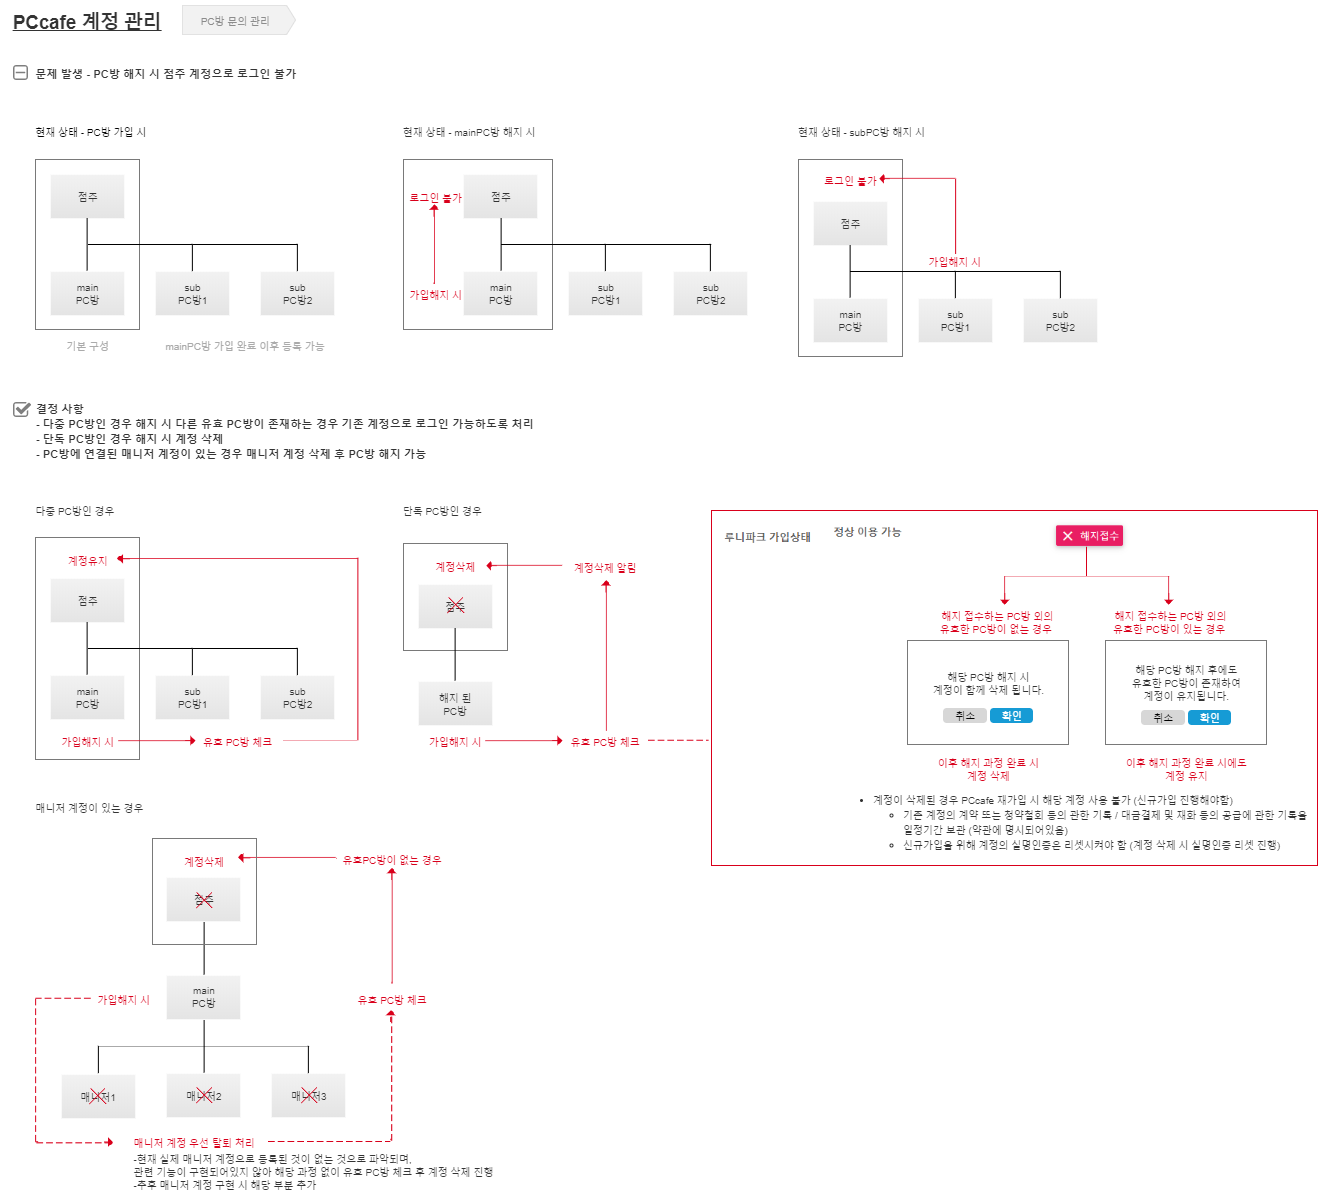 PCcafe 계정 관리
PC방 문의 관리
문제 발생 - PC방 해지 시 점주 계정으로 로그인 불가
현재 상태 - PC방 가입 시
점주
main
PC방
sub
PC방1
sub
PC방2
기본 구성
mainPC방 가입 완료 이후 등록 가능
현재 상태 - mainPC방 해지 시
로그인 불가
점주
가입해지 시
main
PC방
sub
PC방1
sub
PC방2
현재 상태 - subPC방 해지 시
로그인 불가
점주
가입해지 시
main
PC방
sub
PC방1
sub
PC방2
결정 사항
- 다중 PC방인 경우 해지 시 다른 유효 PC방이 존재하는 경우 기존 계정으로 로그인 가능하도록 처리
- 단독 PC방인 경우 해지 시 계정 삭제
- PC방에 연결된 매니저 계정이 있는 경우 매니저 계정 삭제 후 PC방 해지 가능
다중 PC방인 경우
계정유지
점주
main
PC방
sub
PC방1
sub
PC방2
가입해지 시
유효 PC방 체크
단독 PC방인 경우
계정삭제
계정삭제 알림
점주
해지 된
PC방
가입해지 시
유효 PC방 체크
루니파크 가입상태
정상 이용 가능
해지접수
해지 접수하는 PC방 외의
유효한 PC방이 없는 경우
해당 PC방 해지 시
계정이 함께 삭제 됩니다.
취소
확인
이후 해지 과정 완료 시
계정 삭제
해지 접수하는 PC방 외의
유효한 PC방이 있는 경우
해당 PC방 해지 후에도
유효한 PC방이 존재하여
계정이 유지됩니다.
취소
확인
이후 해지 과정 완료 시에도
계정 유지
계정이 삭제된 경우 PCcafe 재가입 시 해당 계정 사용 불가 (신규가입 진행해야함)
기존 계정의 계약 또는 청약철회 등의 관한 기록 / 대금결제 및 재화 등의 공급에 관한 기록을
일정기간 보관 (약관에 명시되어있음)
신규가입을 위해 계정의 실명인증은 리셋시켜야 함 (계정 삭제 시 실명인증 리셋 진행)
매니저 계정이 있는 경우
계정삭제
유효PC방이 없는 경우
점주
main
PC방
가입해지 시
유효 PC방 체크
매니저1
매니저2
매니저3
매니저 계정 우선 탈퇴 처리
-현재 실제 매니저 계정으로 등록된 것이 없는 것으로 파악되며,
관련 기능이 구현되어있지 않아 해당 과정 없이 유효 PC방 체크 후 계정 삭제 진행
-추후 매니저 계정 구현 시 해당 부분 추가